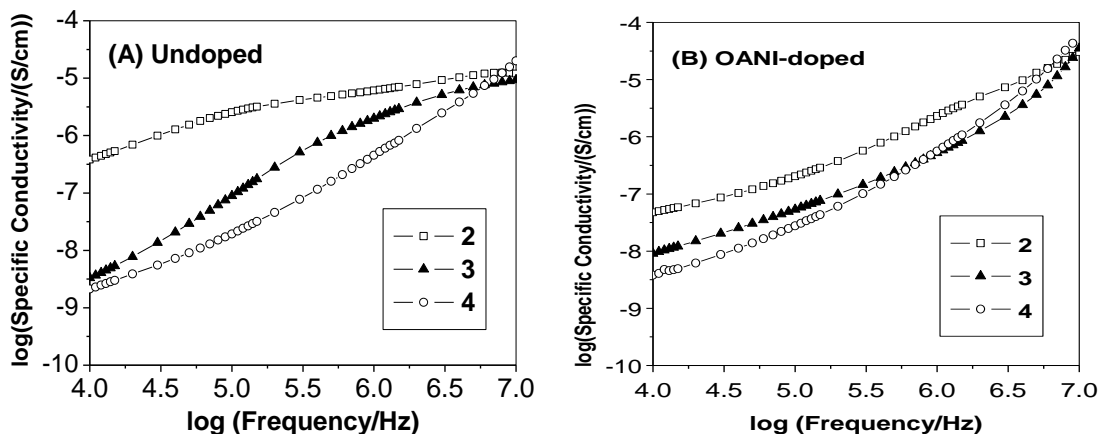 (A) Undoped
log(Specific Conductivity/(S/cm))
-4
-5
-6
-7
-8
-9
-10
4.0 4.5 5.0 5.5 6.0 6.5 7.0
log (Frequency/Hz)
2
3
4
(B) OANI-doped
log(Specific Conductivity/(S/cm))
-4
-5
-6
-7
-8
-9
-10
4.0 4.5 5.0 5.5 6.0 6.5 7.0
log (Frequency/Hz)
2
3
4